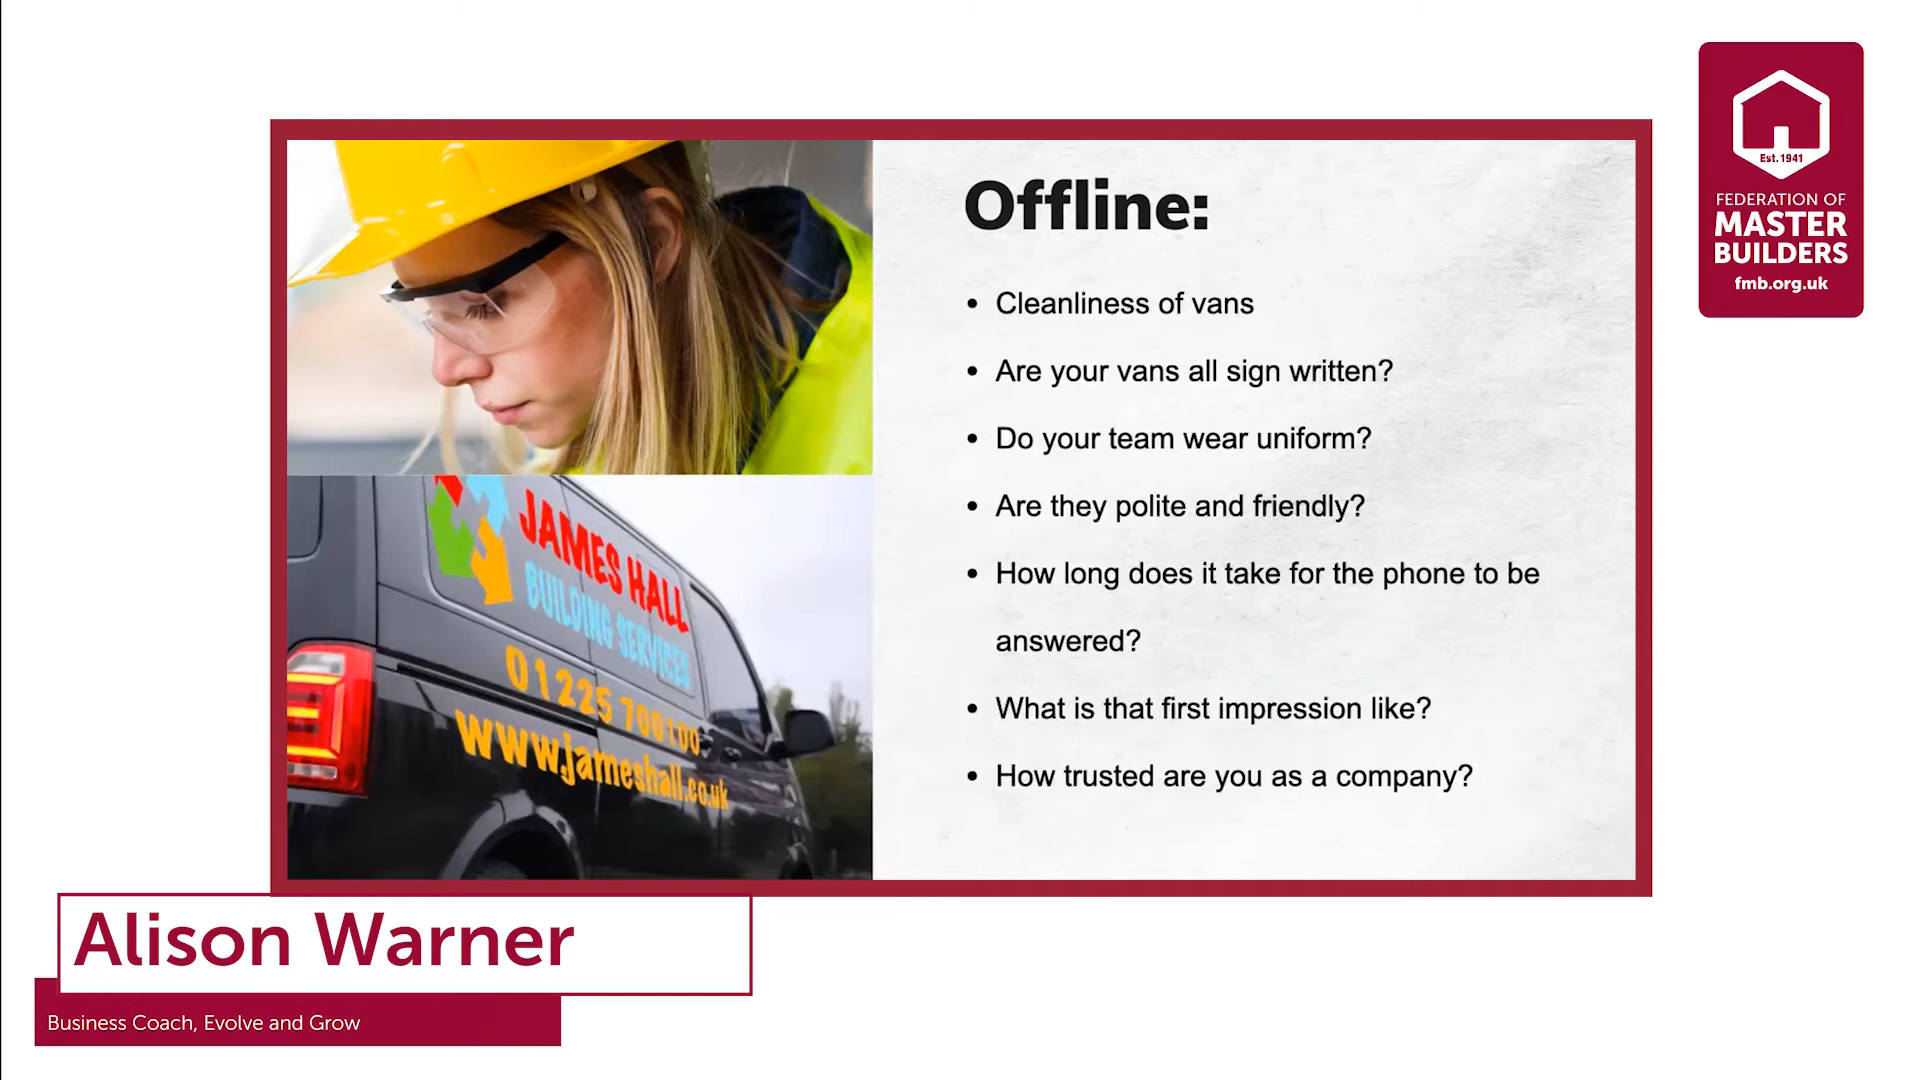 Est. 1941
FEDERATION OF
MASTER
BUILDERS
fmb.org.uk
Offline:
• Cleanliness of vans
• Are your vans all sign written?
• Do your team wear uniform?
• Are they polite and friendly?
• How long does it take for the phone to be
answered?
• What is that first impression like?
• How trusted are you as a company?
JAMES HALL
BUILDING SERVICES
01225 700100
www.jameshall.co.uk
Alison Warner
Business Coach, Evolve and Grow